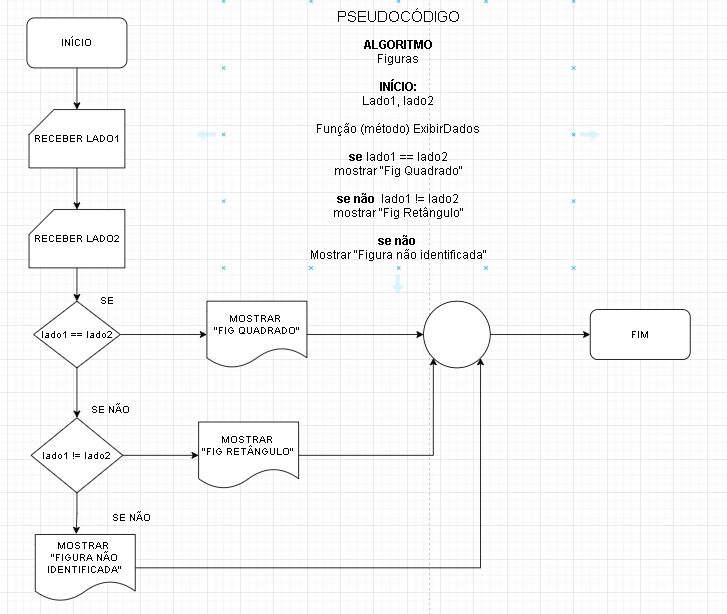 PSEUDOCÓDIGO
ALGORITMO
Figuras
INÍCIO:
Lado1, lado2
Função (método) ExibirDados
se lado1 == lado2
mostrar "Fig Quadrado"
se não lado1 != lado2
mostrar "Fig Retângulo"
se não
Mostrar "Figura não identificada"
INÍCIO
RECEBER LADO1
RECEBER LADO2
SE
lado1 == lado2
MOSTRAR
"FIG QUADRADO"
FIM
SE NÃO
lado1 != lado2
MOSTRAR
"FIG RETÂNGULO"
SE NÃO
MOSTRAR
"FIGURA NÃO
IDENTIFICADA"